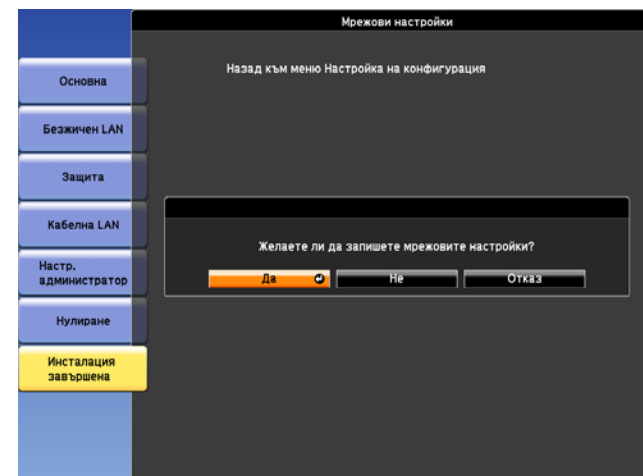 Мрежови настройки
Назад към меню Настройка на конфигурация
Основна
Безжичен LAN
Защита
Кабелна LAN
Настр.
администратор
Нулиране
Инсталация
завършена
Желаете ли да запишете мрежовите настройки?
Да
Не
Отказ